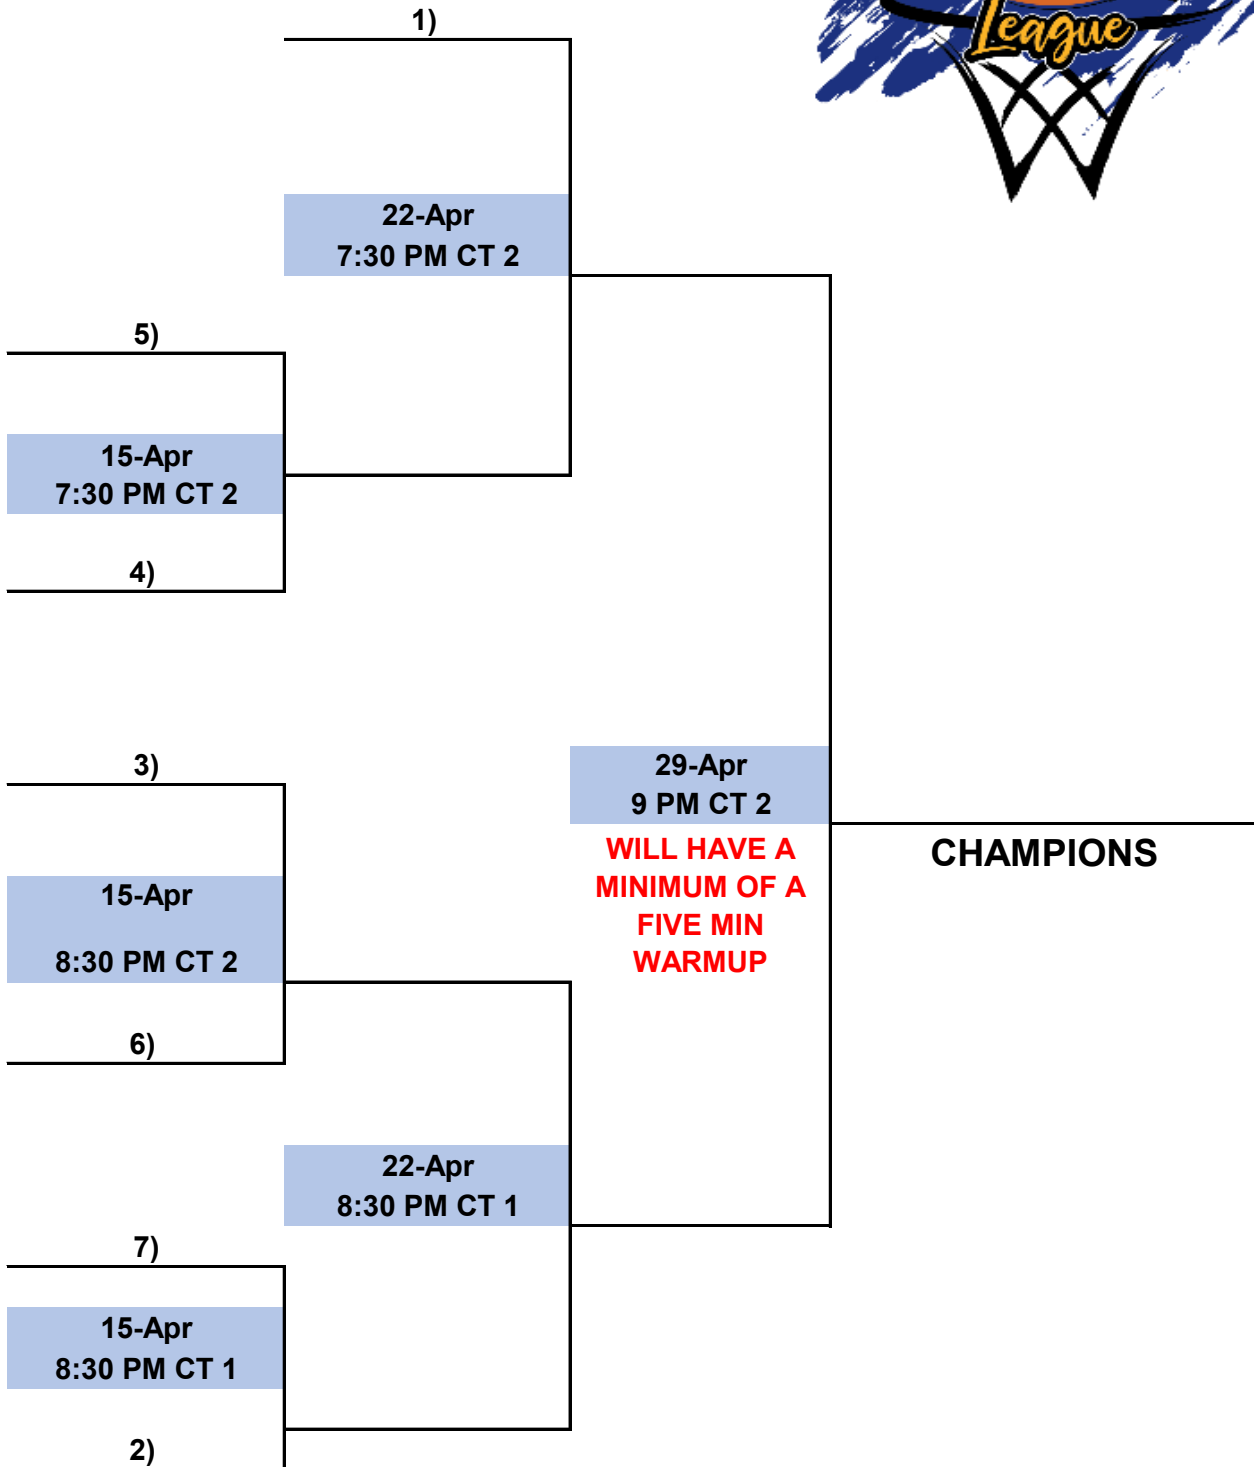 1)
League
22-Apr
7:30 PM CT 2
5)
15-Apr
7:30 PM CT 2
4)
3)
29-Apr
9 PM CT 2
WILL HAVE A
MINIMUM OF A
FIVE MIN
WARMUP
CHAMPIONS
15-Apr
8:30 PM CT 2
6)
22-Apr
8:30 PM CT 1
7)
15-Apr
8:30 PM CT 1
2)